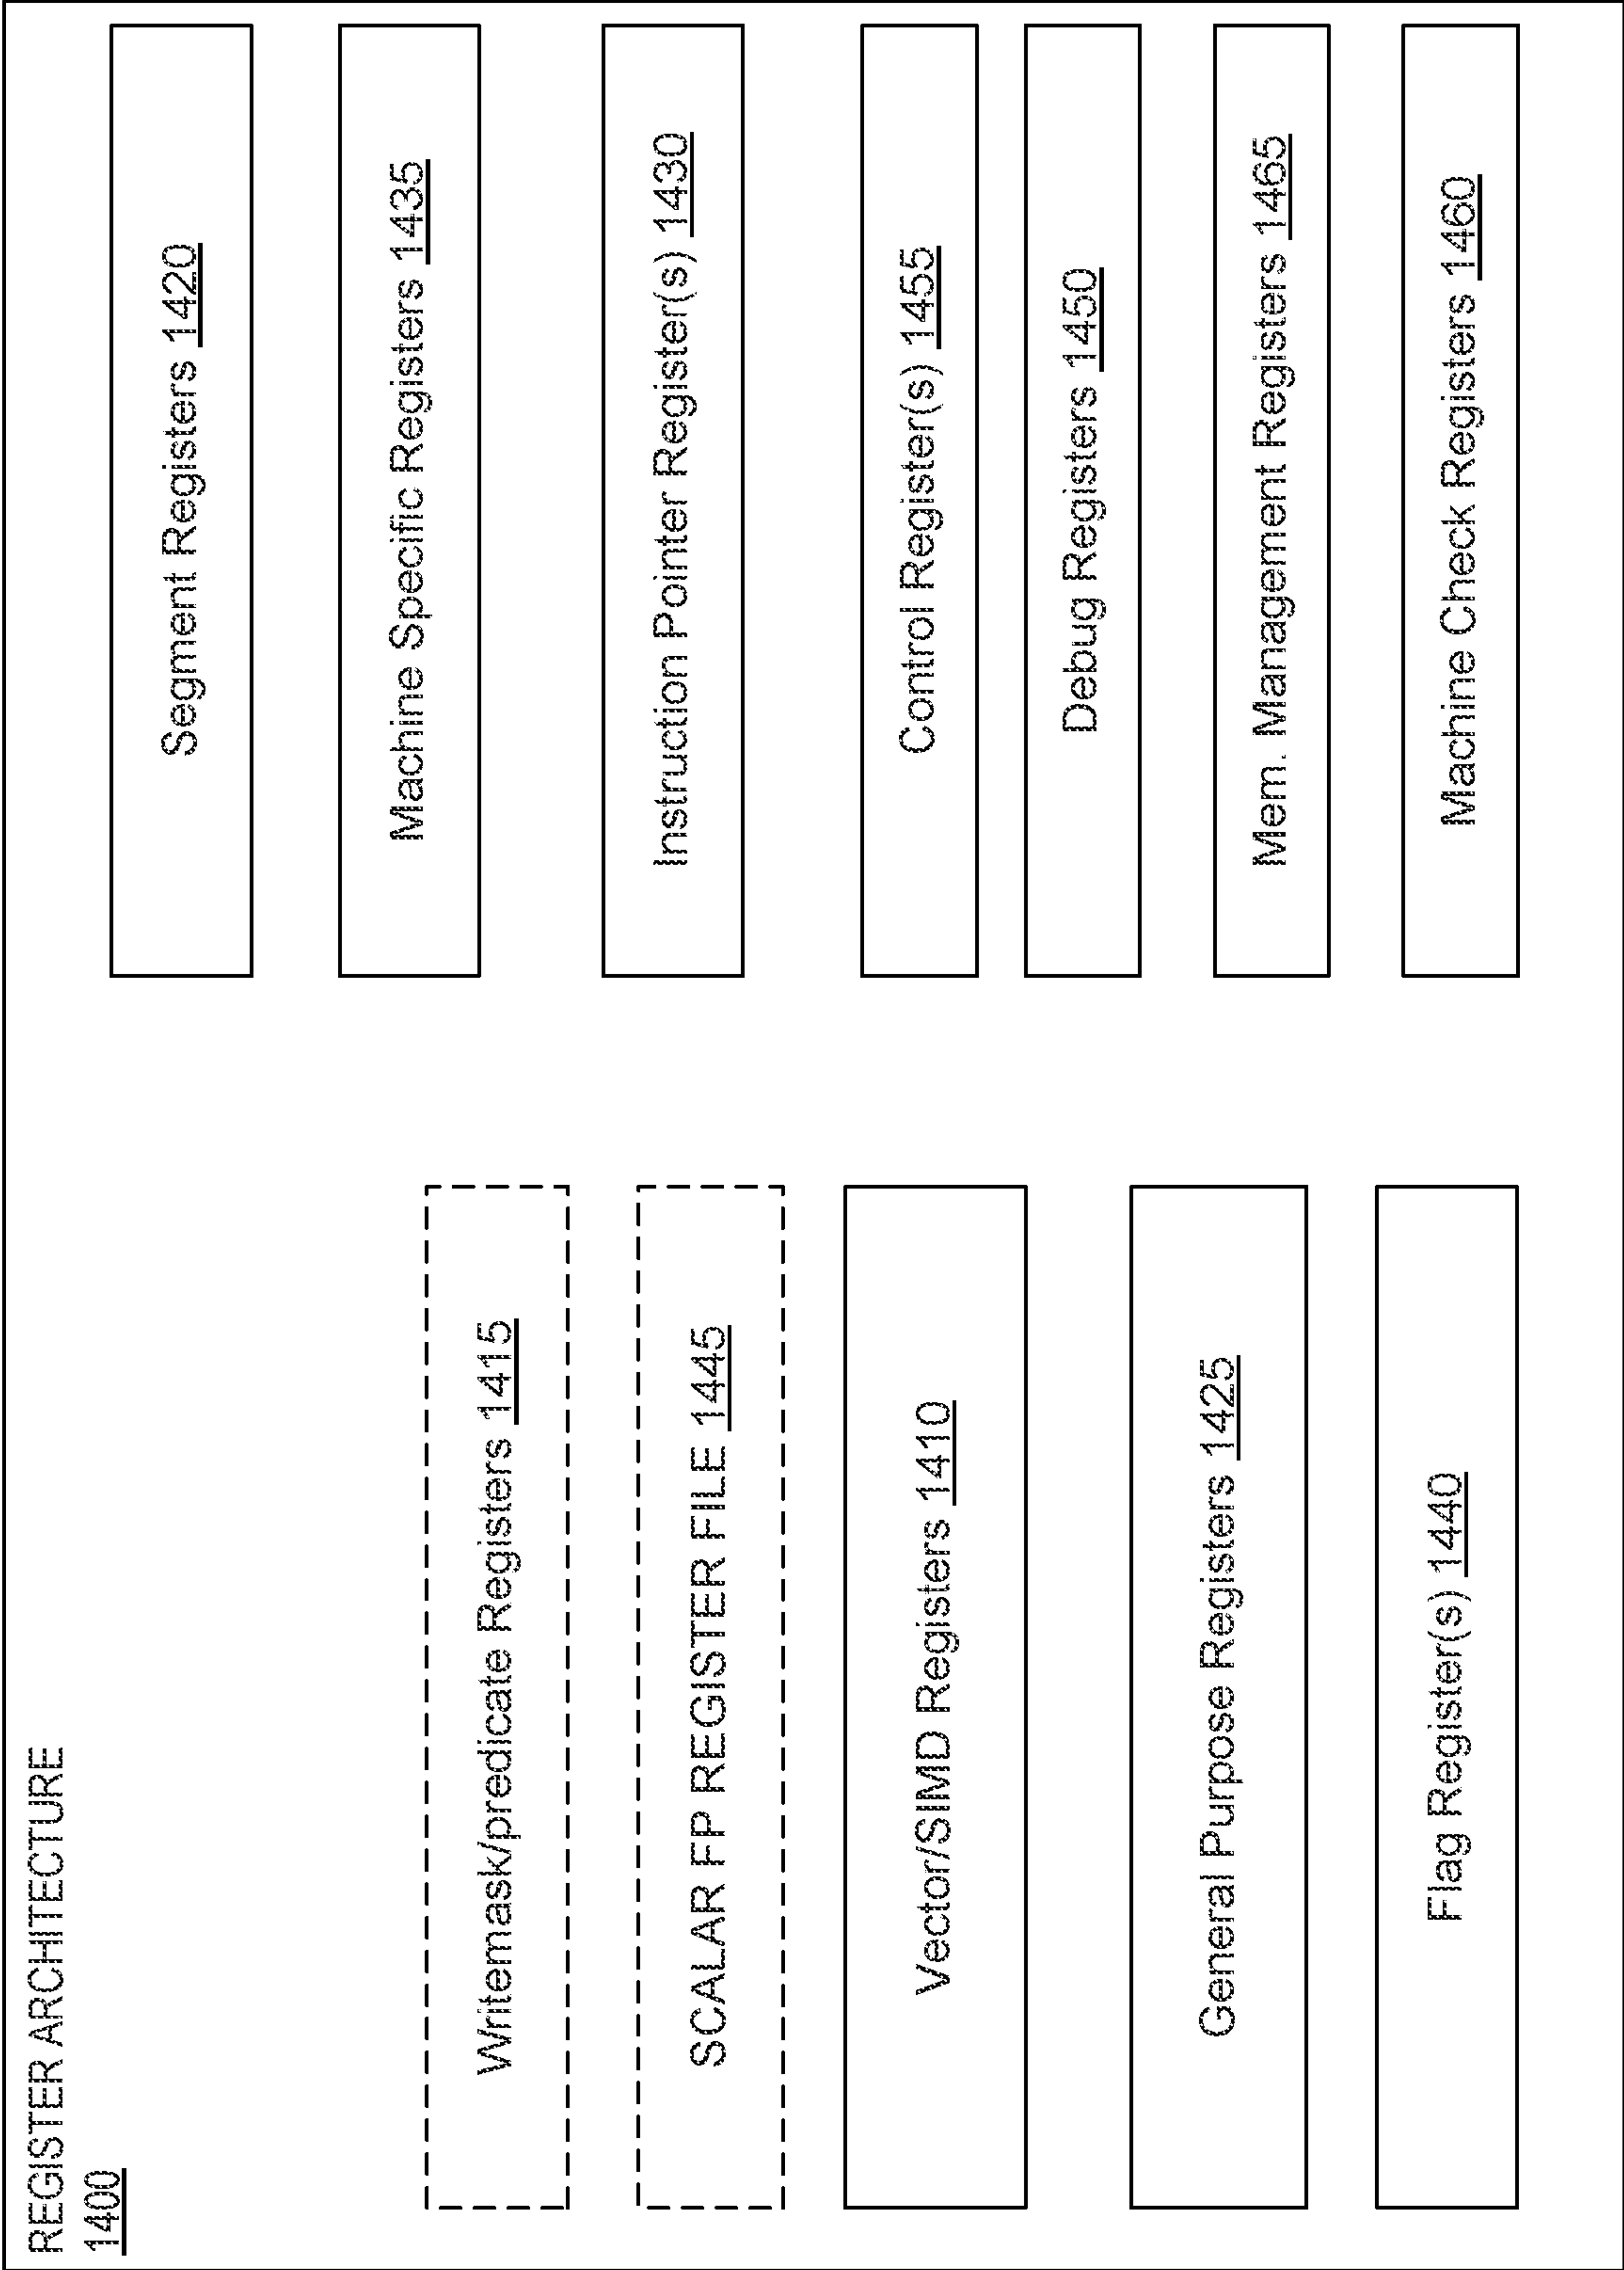 REGISTER ARCHITECTURE
1400
Writemask/predicate Registers 1415
SCALAR FP REGISTER FILE 1445
Vector/SIMD Registers 1410
General Purpose Registers 1425
Flag Register(s) 1440
Segment Registers 1420
Machine Specific Registers 1435
Instruction Pointer Register(s) 1430
Control Register(s) 1455
Debug Registers 1450
Mem. Management Registers 1465
Machine Check Registers 1460